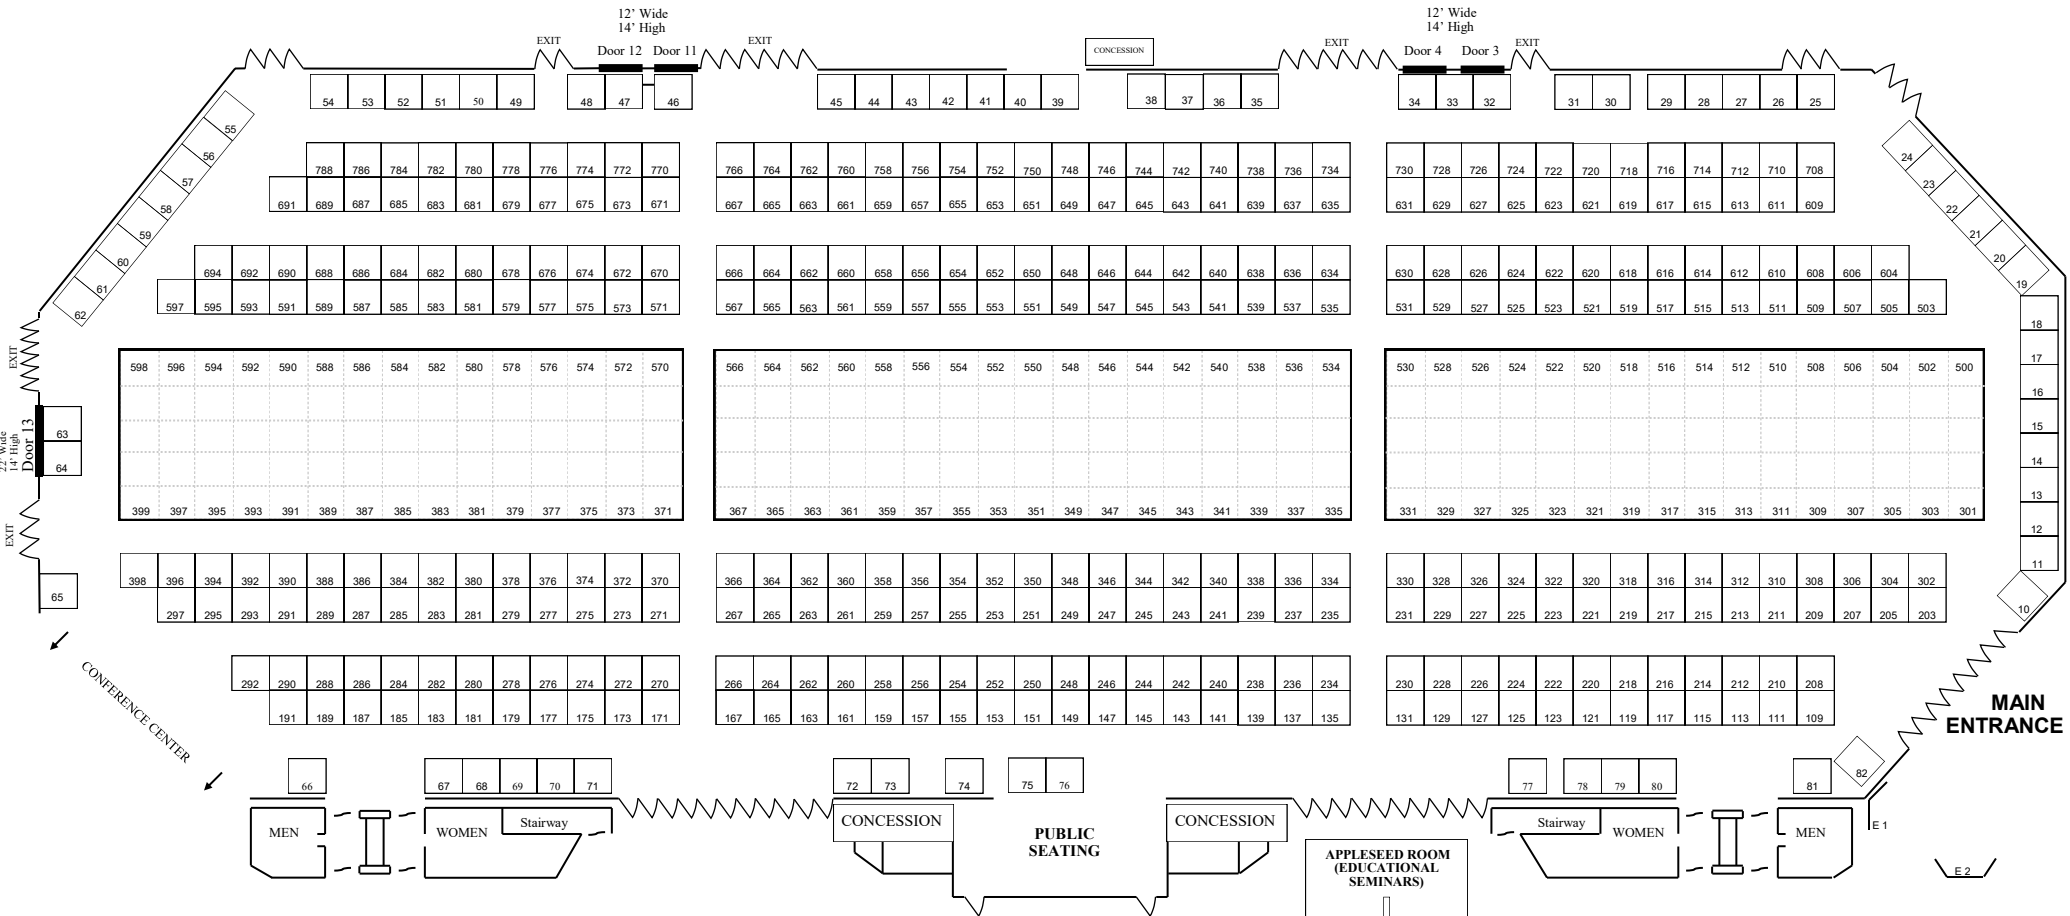 12’ Wide
14’ High
12’ Wide
14’ High
EXIT Door 12 Door 11 EXIT CONCESSION EXIT Door 4 Door 3 EXIT
54 53 52 51 50 49 48 47 46 45 44 43 42 41 40 39 38 37 36 35 34 33 32 31 30 29 28 27 26 25
55
56
57
58
59
60
61
62
24
23
22
21
20
19
788 786 784 782 780 778 776 774 772 770 766 764 762 760 758 756 754 752 750 748 746 744 742 740 738 736 734 730 728 726 724 722 720 718 716 714 712 710 708
691 689 687 685 683 681 679 677 675 673 671 667 665 663 661 659 657 655 653 651 649 647 645 643 641 639 637 635 631 629 627 625 623 621 619 617 615 613 611 609
694 692 690 688 686 684 682 680 678 676 674 672 670 666 664 662 660 658 656 654 652 650 648 646 644 642 640 638 636 634 630 628 626 624 622 620 618 616 614 612 610 608 606 604
597 595 593 591 589 587 585 583 581 579 577 575 573 571 567 565 563 561 559 557 555 553 551 549 547 545 543 541 539 537 535 531 529 527 525 523 521 519 517 515 513 511 509 507 505 503
18
17
16
15
14
13
12
11
10
EXIT
598 596 594 592 590 588 586 584 582 580 578 576 574 572 570 566 564 562 560 558 556 554 552 550 548 546 544 542 540 538 536 534 530 528 526 524 522 520 518 516 514 512 510 508 506 504 502 500
22’ Wide
14’ High
Door 13
63
64
EXIT
399 397 395 393 391 389 387 385 383 381 379 377 375 373 371 367 365 363 361 359 357 355 353 351 349 347 345 343 341 339 337 335 331 329 327 325 323 321 319 317 315 313 311 309 307 305 303 301
65
398 396 394 392 390 388 386 384 382 380 378 376 374 372 370 366 364 362 360 358 356 354 352 350 348 346 344 342 340 338 336 334 330 328 326 324 322 320 318 316 314 312 310 308 306 304 302
297 295 293 291 289 287 285 283 281 279 277 275 273 271 267 265 263 261 259 257 255 253 251 249 247 245 243 241 239 237 235 231 229 227 225 223 221 219 217 215 213 211 209 207 205 203
292 290 288 286 284 282 280 278 276 274 272 270 266 264 262 260 258 256 254 252 250 248 246 244 242 240 238 236 234 230 228 226 224 222 220 218 216 214 212 210 208
191 189 187 185 183 181 179 177 175 173 171 167 165 163 161 159 157 155 153 151 149 147 145 143 141 139 137 135 131 129 127 125 123 121 119 117 115 113 111 109
CONFERENCE CENTER
MAIN
ENTRANCE
66 67 68 69 70 71 72 73 74 75 76 77 78 79 80 81 82
MEN WOMEN Stairway CONCESSION
PUBLIC
SEATING
CONCESSION
Stairway WOMEN MEN
E 1
E 2
APPLESEED ROOM
(EDUCATIONAL
SEMINARS)